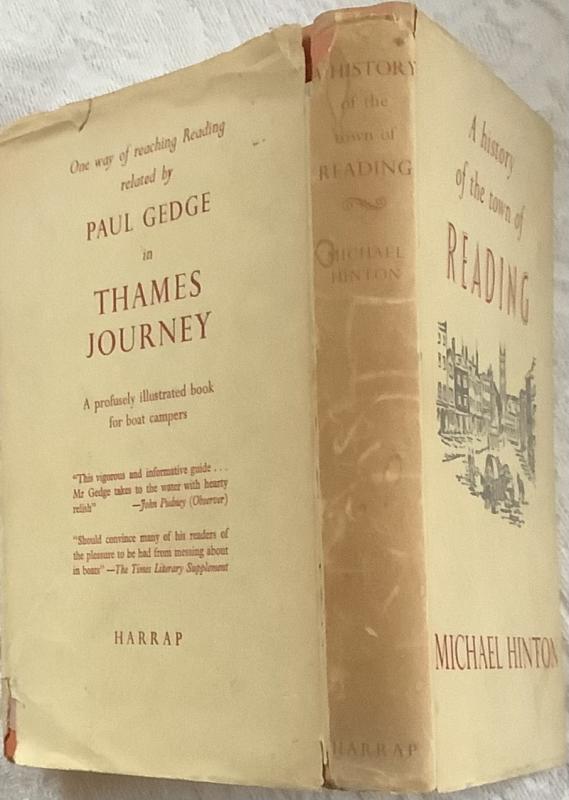 One way of reaching Reading
related by
PAUL GEDGE
in
THAMES
JOURNEY
A profusely illustrated book
for boat campers
"This vigorous and informative guide . . .
Mr Gedge takes to the water with hearty
relish" —John Pudney (Observer)
"Should convince many of his readers of
the pleasure to be had from messing about
in boats" —The Times Literary Supplement
HARRAP
A HISTORY
of the
town of
READING
MICHAEL
HINTON
HARRAP
A history
of the town of
READING
MICHAEL HINTON